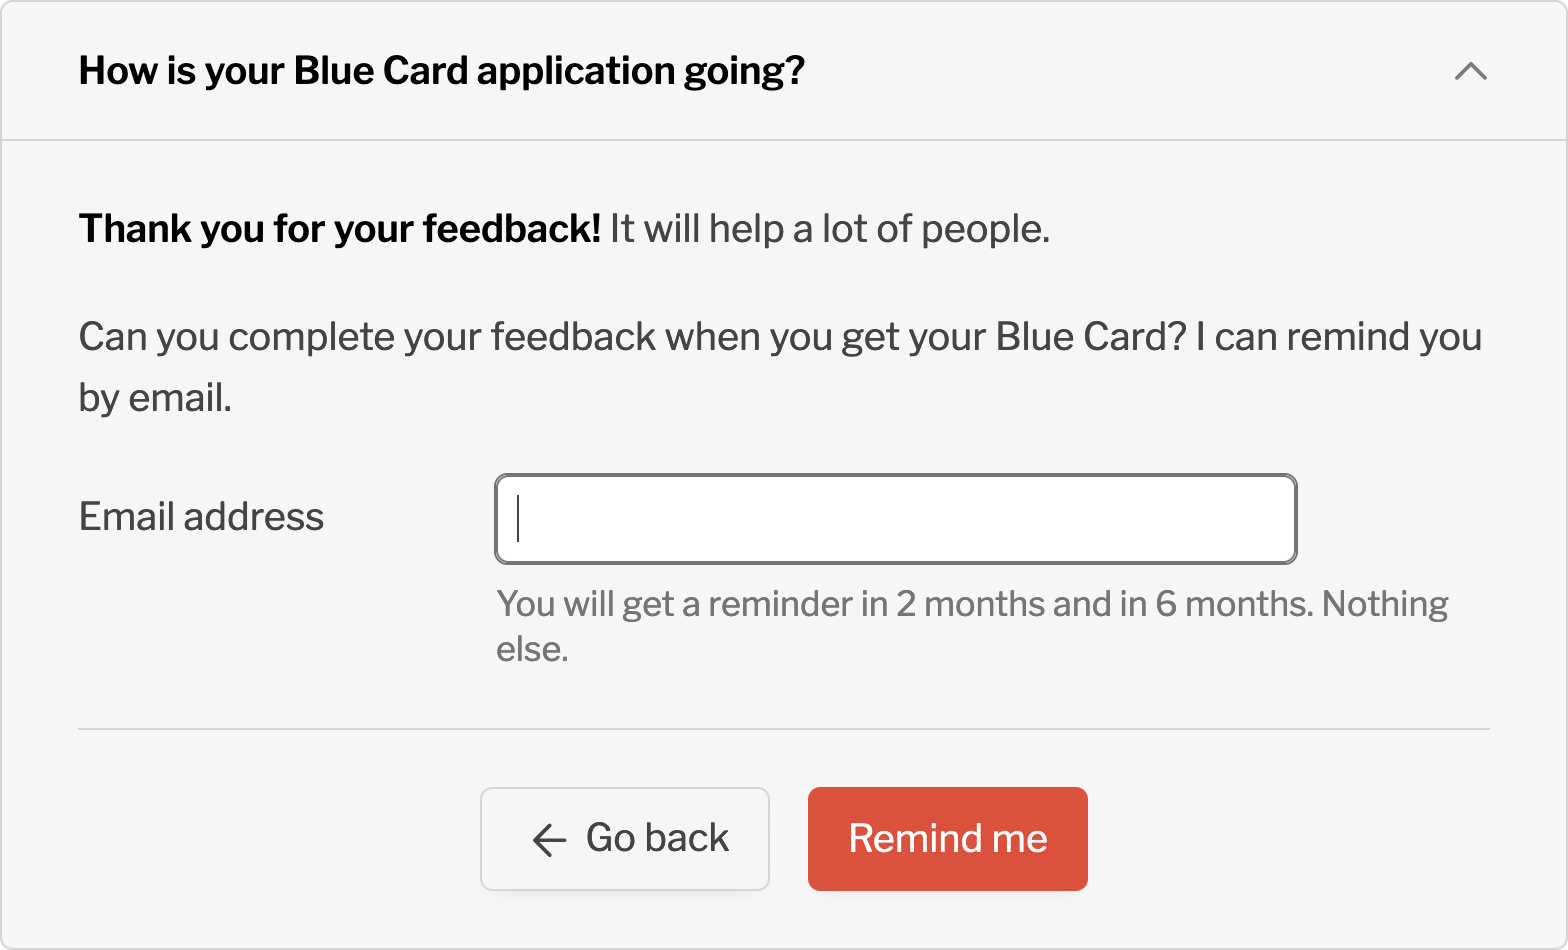 How is your Blue Card application going?
Thank you for your feedback! It will help a lot of people.
Can you complete your feedback when you get your Blue Card? I can remind you
by email.
Email address
You will get a reminder in 2 months and in 6 months. Nothing
else.
Go back
Remind me